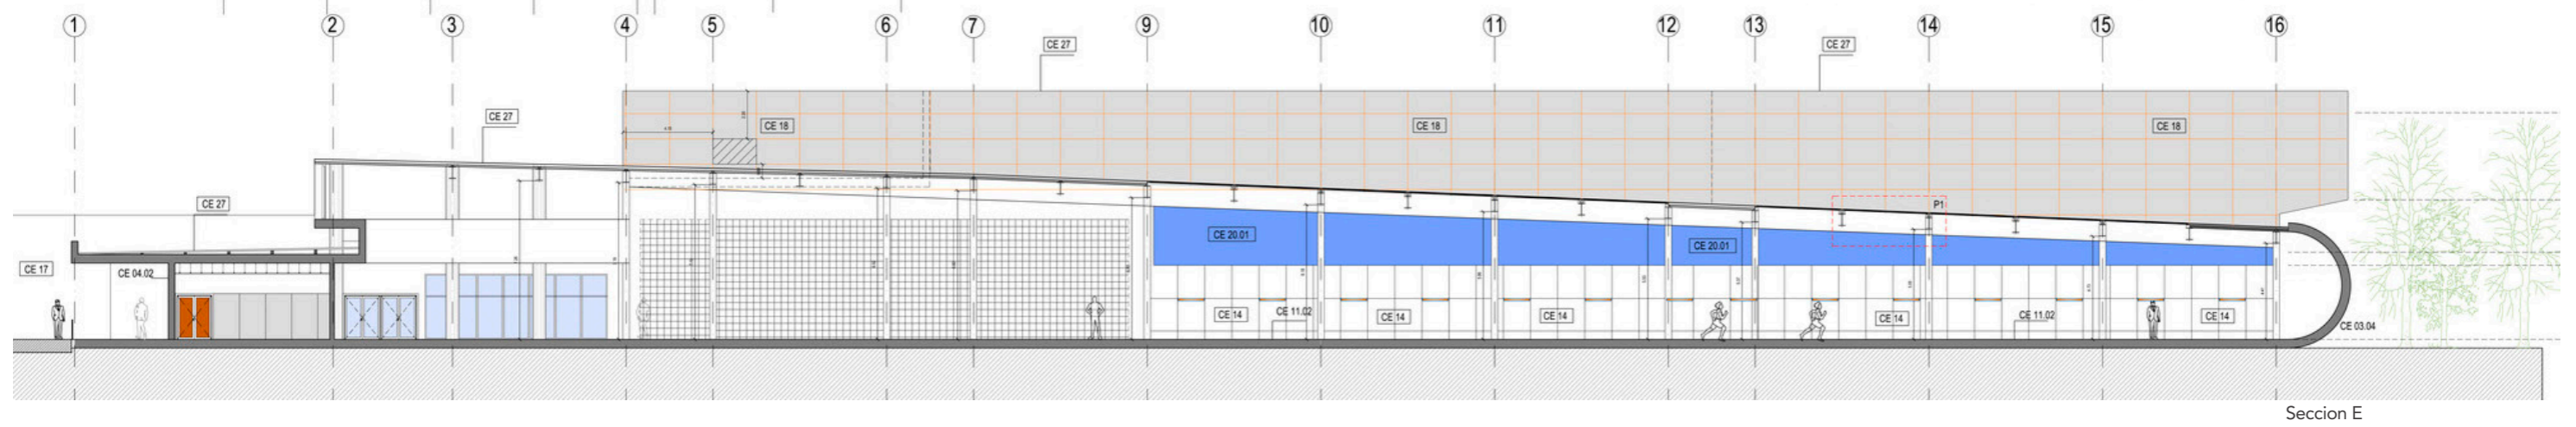 1 2 3 4 5 6 7 9 10 11 12 13 14 15 16
CE 27 CE 27
CE 27 CE 18 CE 18 CE 18
CE 27 P1
CE 20.01 CE 20.01
CE 17 CE 04.02
CE 14 CE 11.02 CE 14 CE 14 CE 14 CE 11.02 CE 14
CE 03.04
Seccion E